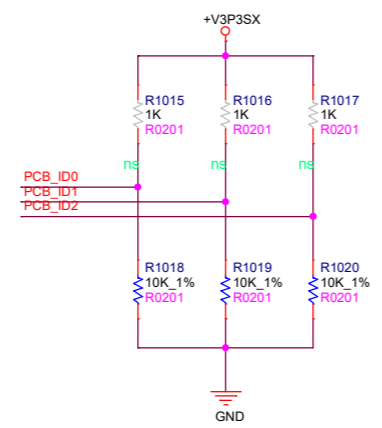 +V3P3SX
R1015
1K
R0201
R1016
1K
R0201
R1017
1K
R0201
ns
ns
ns
PCB_ID0
PCB_ID1
PCB_ID2
R1018
10K_1%
R0201
R1019
10K_1%
R0201
R1020
10K_1%
R0201
GND